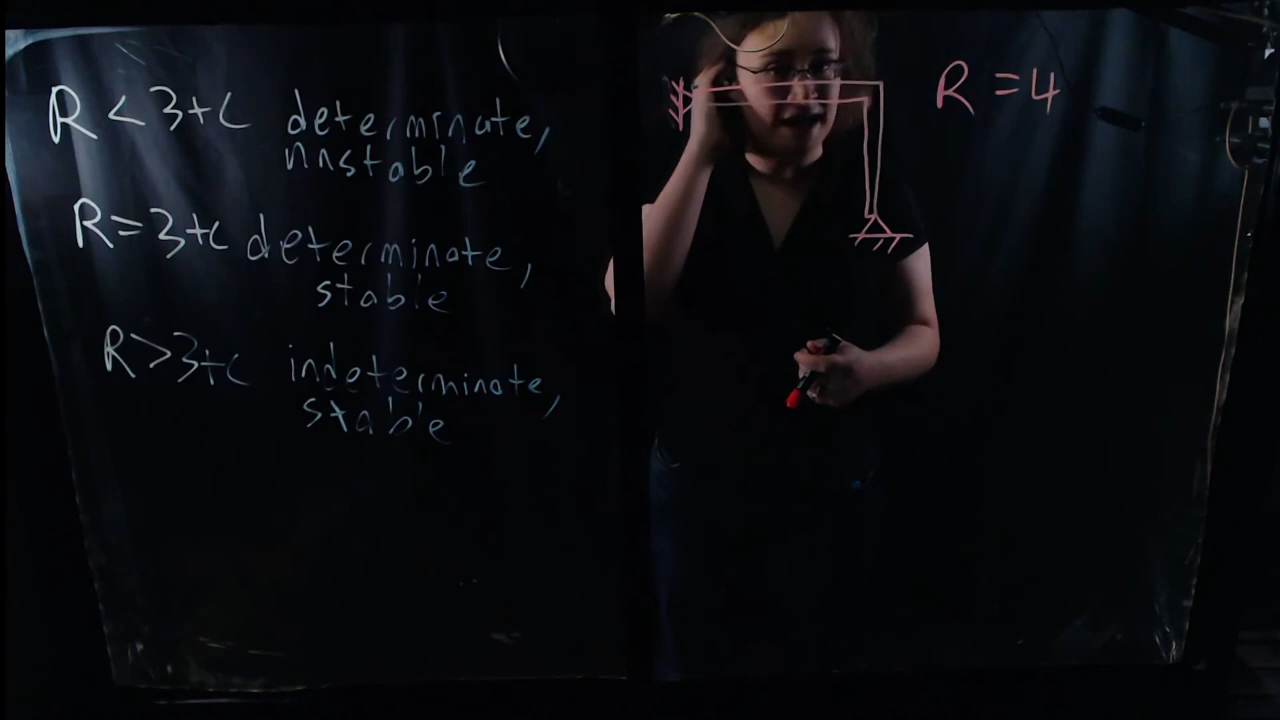 R < 3+C determinate,
unstable
R = 3+C determinate,
stable
R > 3+C indeterminate,
stable
R = 4